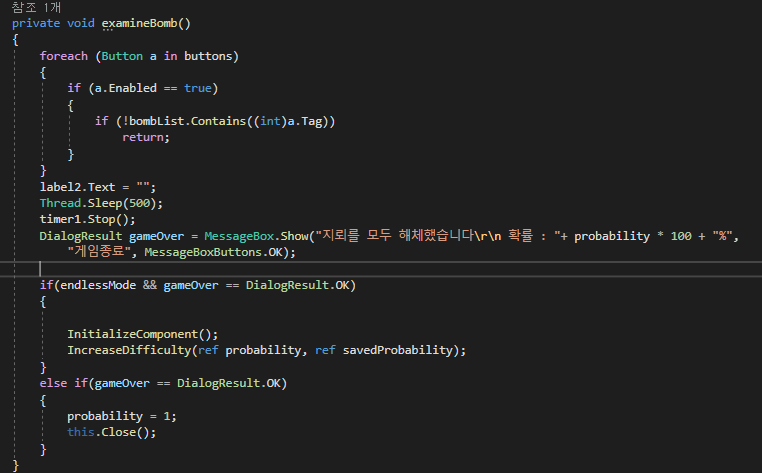 참조 1개
private void examineBomb()
{
foreach (Button a in buttons)
{
if (a.Enabled == true)
{
if (!bombList.Contains((int)a.Tag))
return;
}
}
label2.Text = "";
Thread.Sleep(500);
timer1.Stop();
DialogResult gameOver = MessageBox.Show("지뢰를 모두 해체했습니다\r\n 확률 : "+ probability * 100 + "%",
"게임종료", MessageBoxButtons.OK);
if(endlessMode && gameOver == DialogResult.OK)
{
InitializeComponent();
IncreaseDifficulty(ref probability, ref savedProbability);
}
else if(gameOver == DialogResult.OK)
{
probability = 1;
this.Close();
}
}